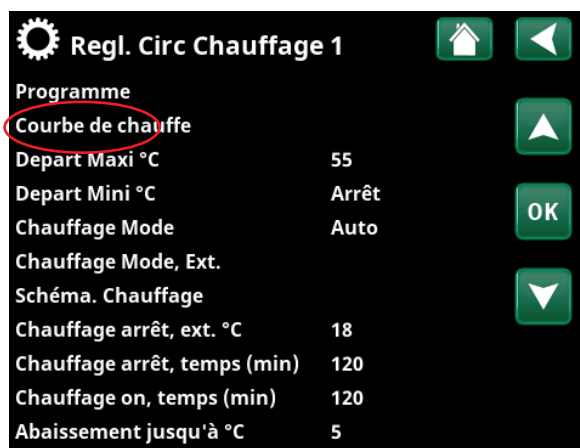 Regl. Circ Chauffage 1
Programme
Courbe de chauffe
Depart Maxi °C 55
Depart Mini °C Arrêt
OK
Chauffage Mode Auto
Chauffage Mode, Ext.
Schéma. Chauffage
Chauffage arrêt, ext. °C 18
Chauffage arrêt, temps (min) 120
Chauffage on, temps (min) 120
Abaissement jusqu'à °C 5